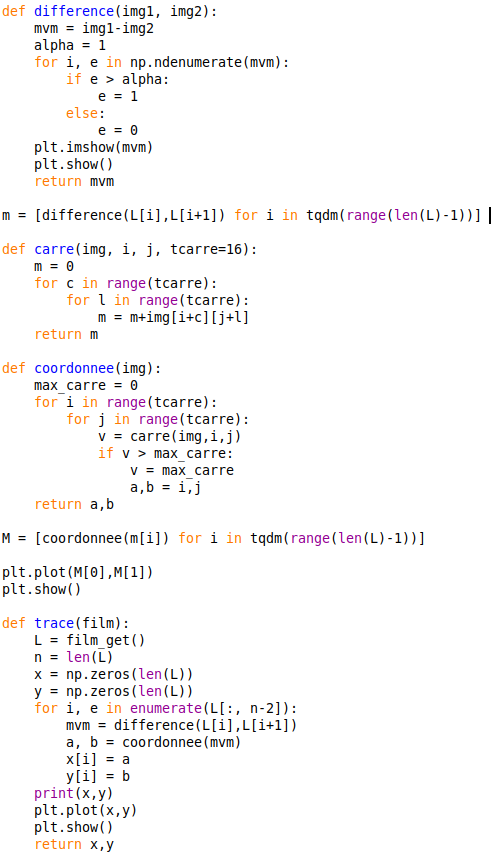 def difference(img1, img2):
    mvm = img1-img2
    alpha = 1
    for i, e in np.ndenumerate(mvm):
        if e > alpha:
            e = 1
        else:
            e = 0
    plt.imshow(mvm)
    plt.show()
    return mvm

m = [difference(L[i],L[i+1]) for i in tqdm(range(len(L)-1))]

def carre(img, i, j, tcarre=16):
    m = 0
    for c in range(tcarre):
        for l in range(tcarre):
            m = m+img[i+c][j+l]
    return m

def coordonnee(img):
    max_carre = 0
    for i in range(tcarre):
        for j in range(tcarre):
            v = carre(img,i,j)
            if v > max_carre:
                v = max_carre
                a,b = i,j
    return a,b

M = [coordonnee(m[i]) for i in tqdm(range(len(L)-1))]

plt.plot(M[0],M[1])
plt.show()

def trace(film):
    L = film_get()
    n = len(L)
    x = np.zeros(len(L))
    y = np.zeros(len(L))
    for i, e in enumerate(L[:, n-2]):
        mvm = difference(L[i],L[i+1])
        a, b = coordonnee(mvm)
        x[i] = a
        y[i] = b
    print(x,y)
    plt.plot(x,y)
    plt.show()
    return x,y